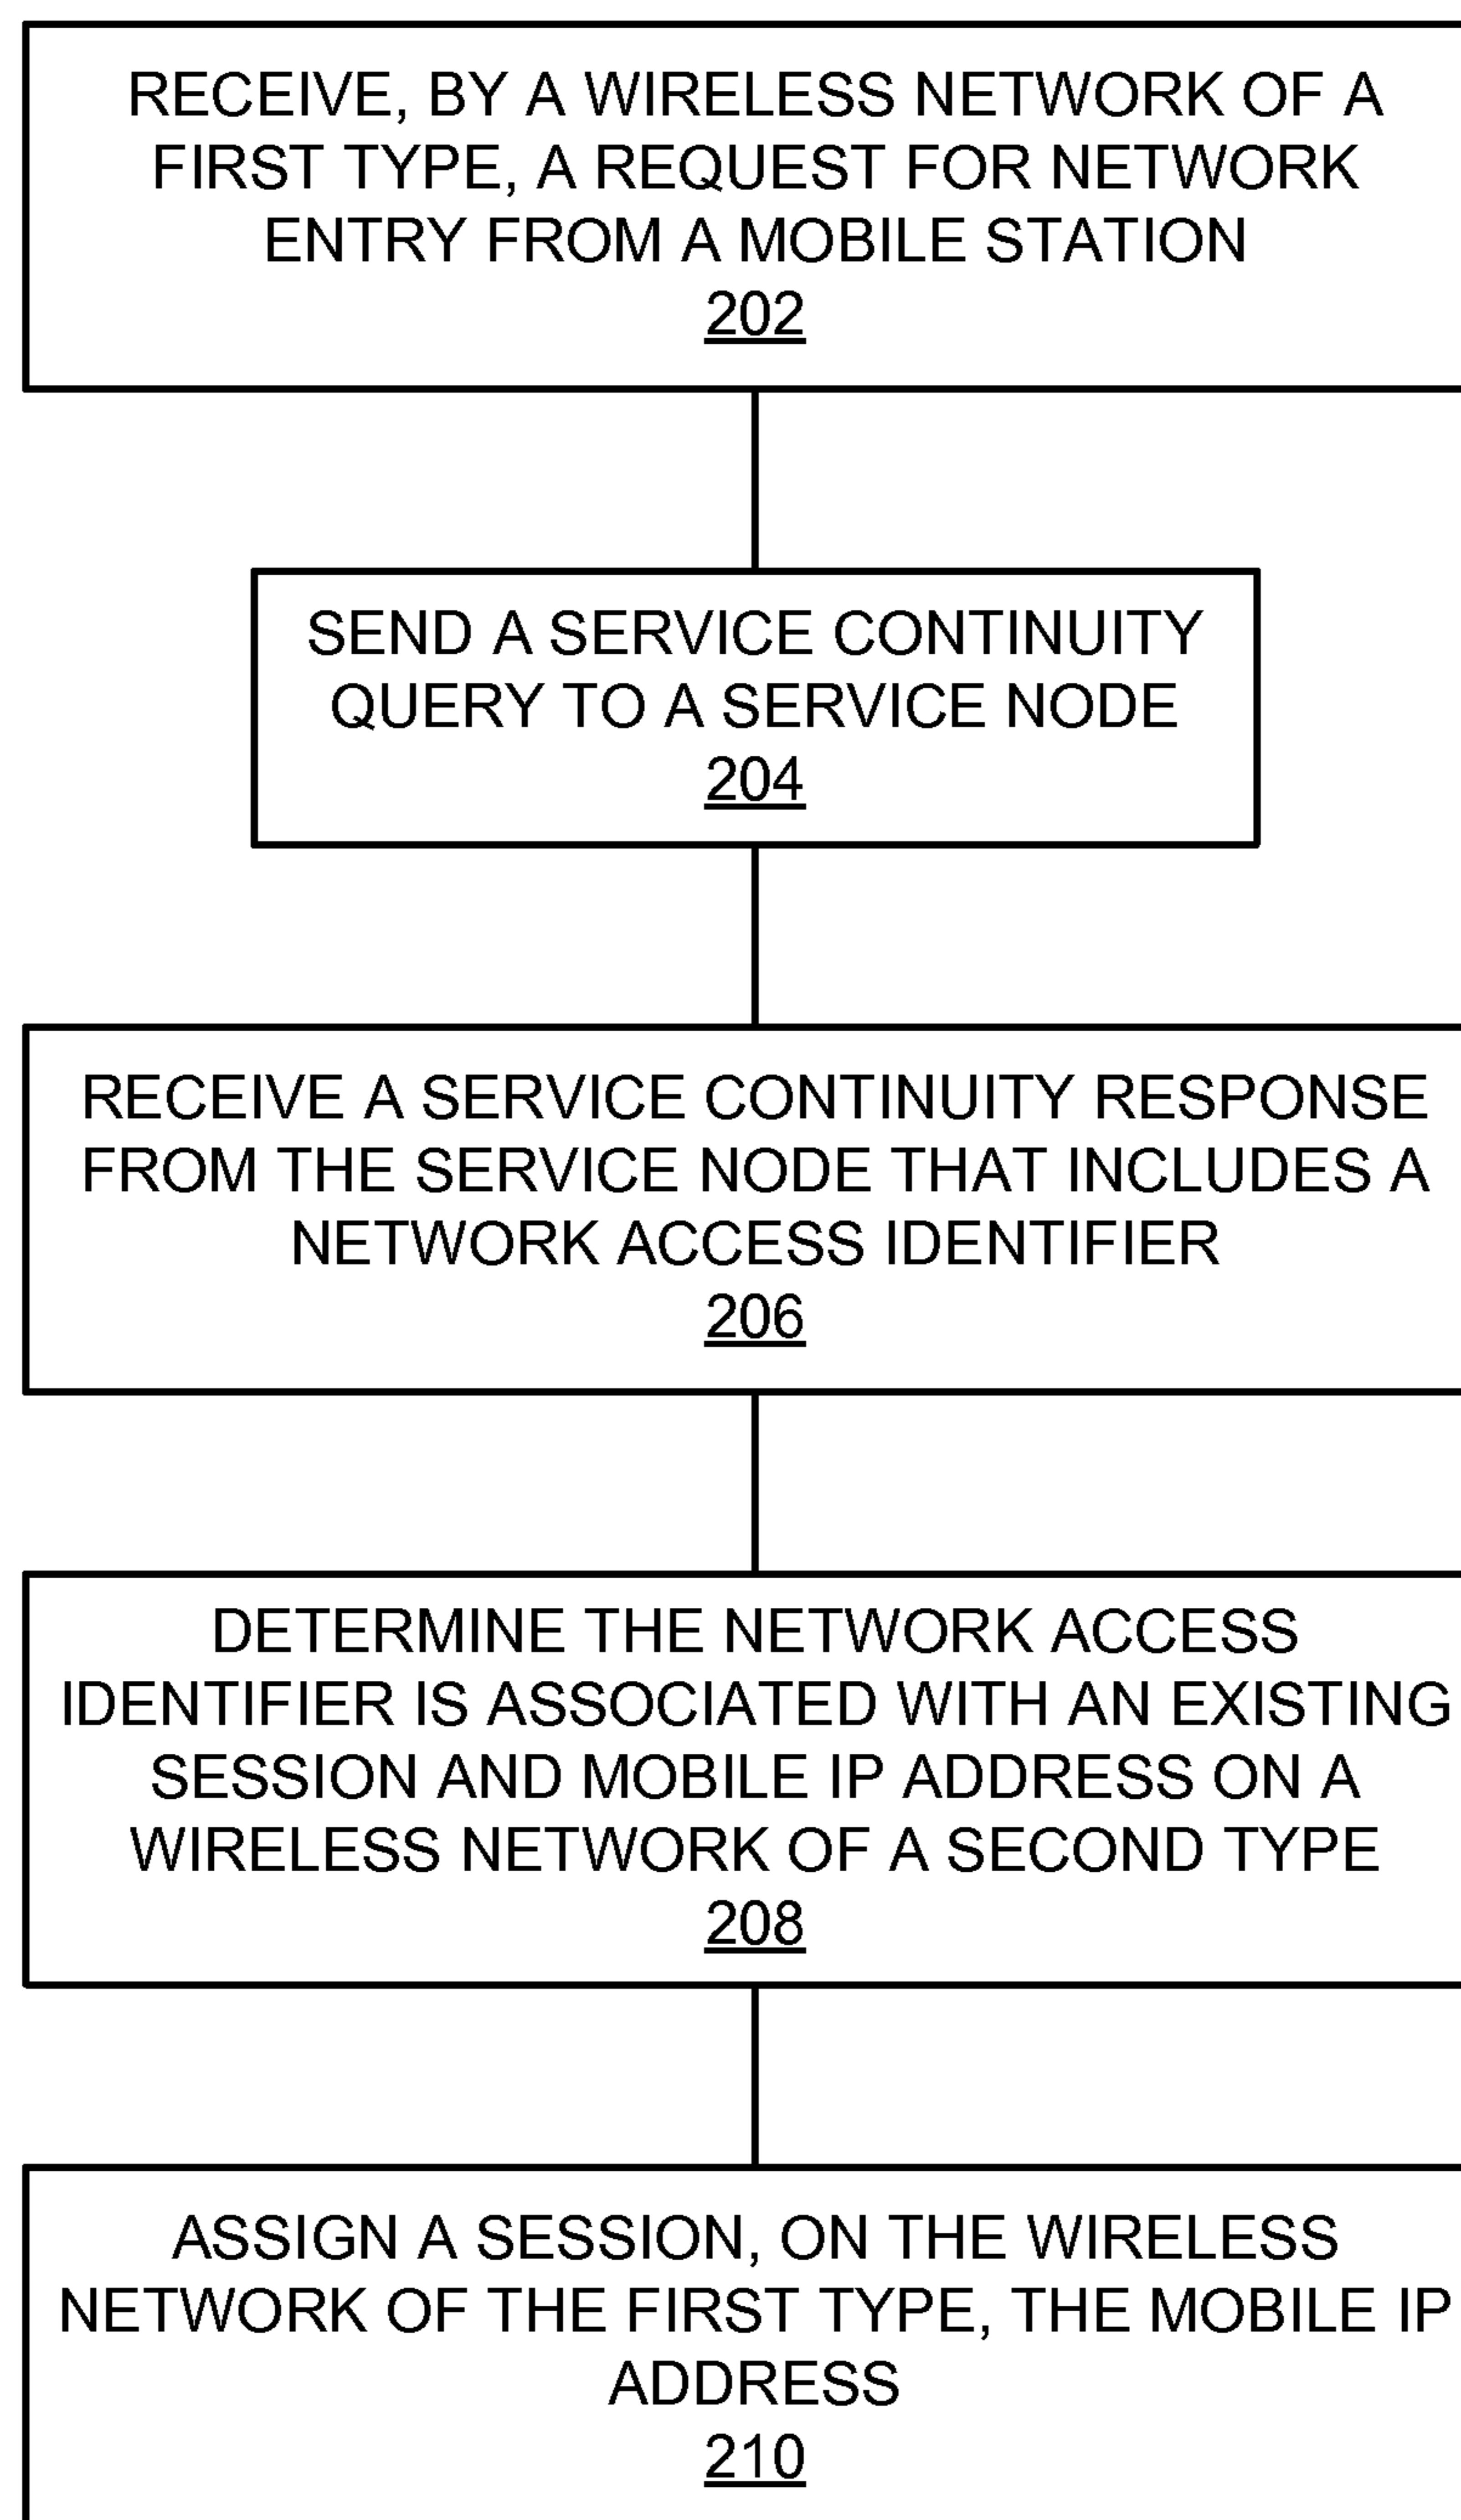 RECEIVE, BY A WIRELESS NETWORK OF A
FIRST TYPE, A REQUEST FOR NETWORK
ENTRY FROM A MOBILE STATION
202
SEND A SERVICE CONTINUITY
QUERY TO A SERVICE NODE
204
RECEIVE A SERVICE CONTINUITY RESPONSE
FROM THE SERVICE NODE THAT INCLUDES A
NETWORK ACCESS IDENTIFIER
206
DETERMINE THE NETWORK ACCESS
IDENTIFIER IS ASSOCIATED WITH AN EXISTING
SESSION AND MOBILE IP ADDRESS ON A
WIRELESS NETWORK OF A SECOND TYPE
208
ASSIGN A SESSION, ON THE WIRELESS
NETWORK OF THE FIRST TYPE, THE MOBILE IP
ADDRESS
210